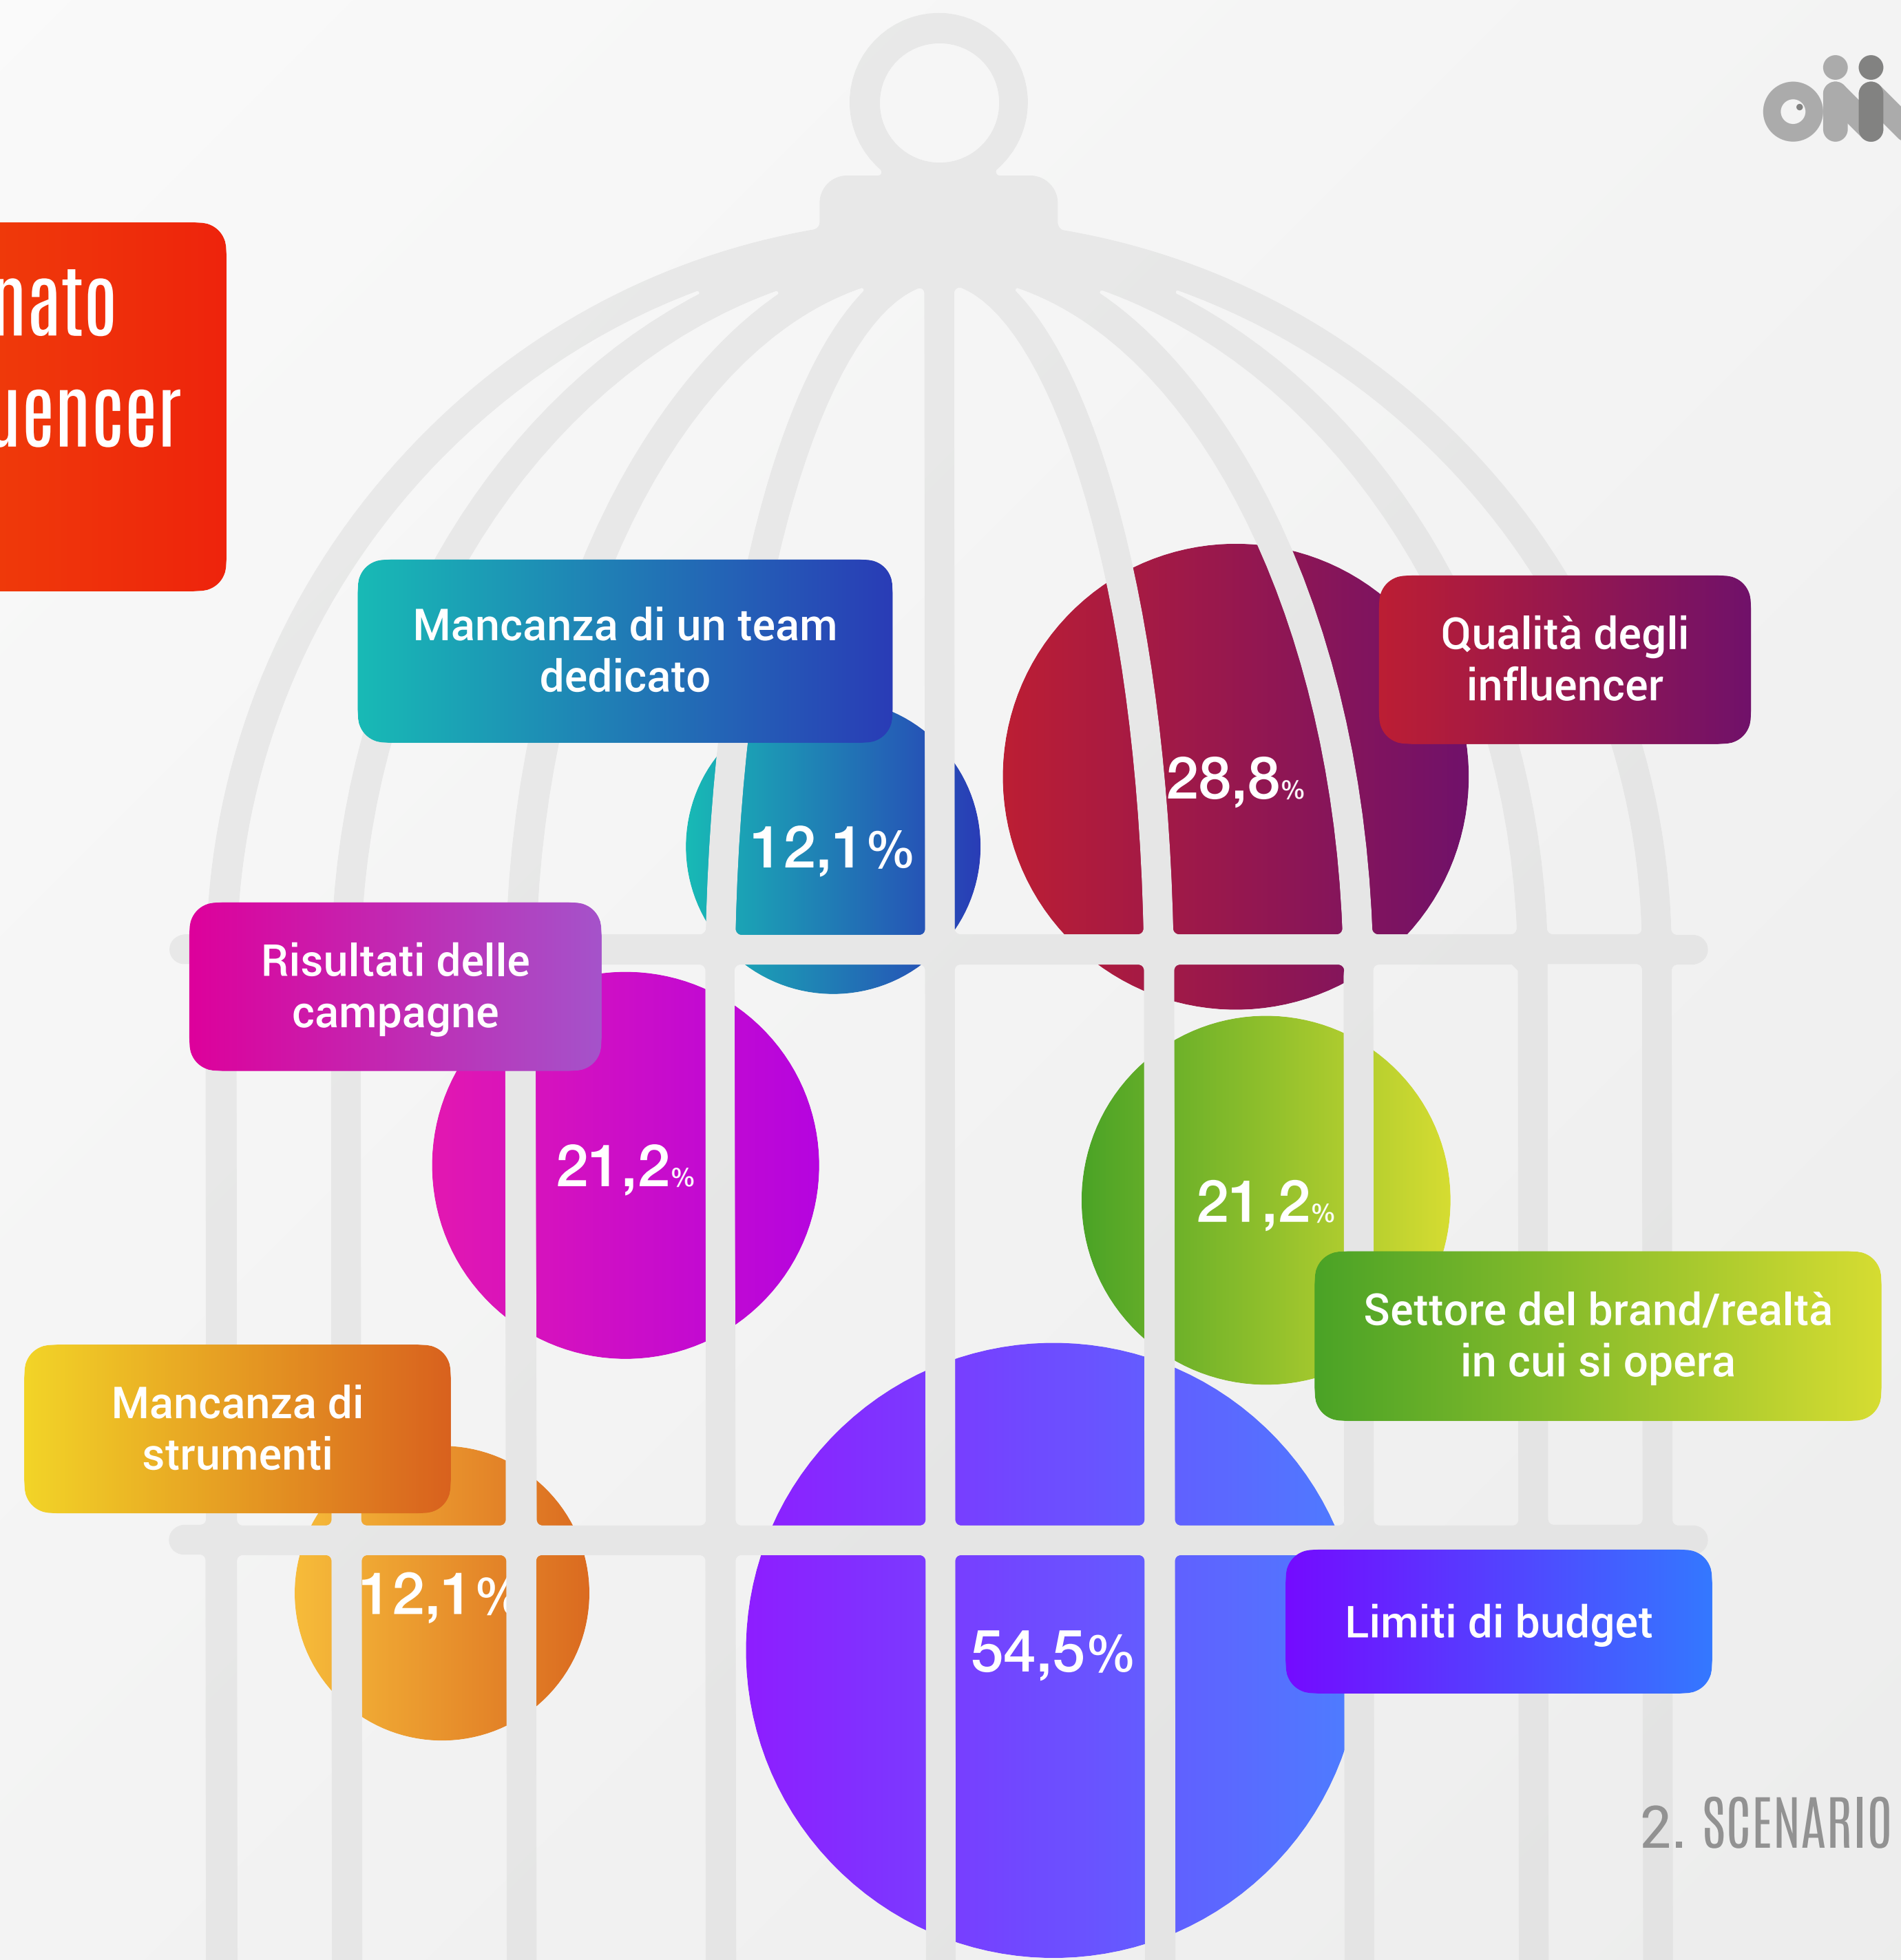 Mancanza di un team
dedicato
Qualità degli
influencer
28,8%
12,1%
Risultati delle
campagne
21,2%
21,2%
Settore del brand/realtà
in cui si opera
Mancanza di
strumenti
12,1%
54,5%
Limiti di budget
2. SCENARIO